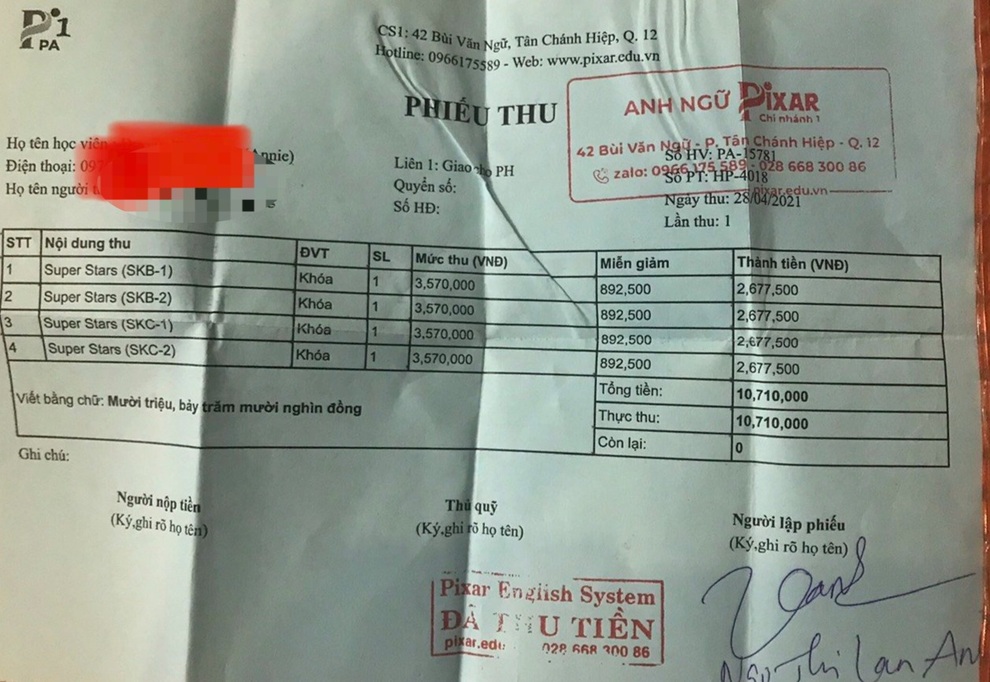 Pi1
PA
CS1: 42 Bùi Văn Ngữ, Tân Chánh Hiệp, Q. 12
Hotline: 0966175589 - Web: www.pixar.edu.vn
PHIẾU THU
ANH NGỮ PiXAR
Chi nhánh 1
42 Bùi Văn Ngữ - P. Tân Chánh Hiệp - Q. 12
zalo: 0966 175 589 - 028 668 300 86
pixar.edu.vn
Họ tên học viên
Annie)
Điện thoại: 097
Họ tên người
Liên 1: Giao cho PH
Quyển số:
Số HĐ:
Số HV: PA-15781
Số PT: HP-4018
Ngày thu: 28/04/2021
Lần thu: 1
STT Nội dung thu ĐVT SL Mức thu (VNĐ) Miễn giảm Thành tiền (VNĐ)
1 Super Stars (SKB-1) Khóa 1 3,570,000 892,500 2,677,500
2 Super Stars (SKB-2) Khóa 1 3,570,000 892,500 2,677,500
3 Super Stars (SKC-1) Khóa 1 3,570,000 892,500 2,677,500
4 Super Stars (SKC-2) Khóa 1 3,570,000 892,500 2,677,500
Viết bằng chữ: Mười triệu, bảy trăm mười nghìn đồng
Tổng tiền: 10,710,000
Thực thu: 10,710,000
Còn lại: 0
Ghi chú:
Người nộp tiền
(Ký,ghi rõ họ tên)
Thủ quỹ
(Ký,ghi rõ họ tên)
Người lập phiếu
(Ký,ghi rõ họ tên)
Pixar English System
ĐÃ THU TIỀN
pixar.edu 028 668 300 86
Thi Lan Anh